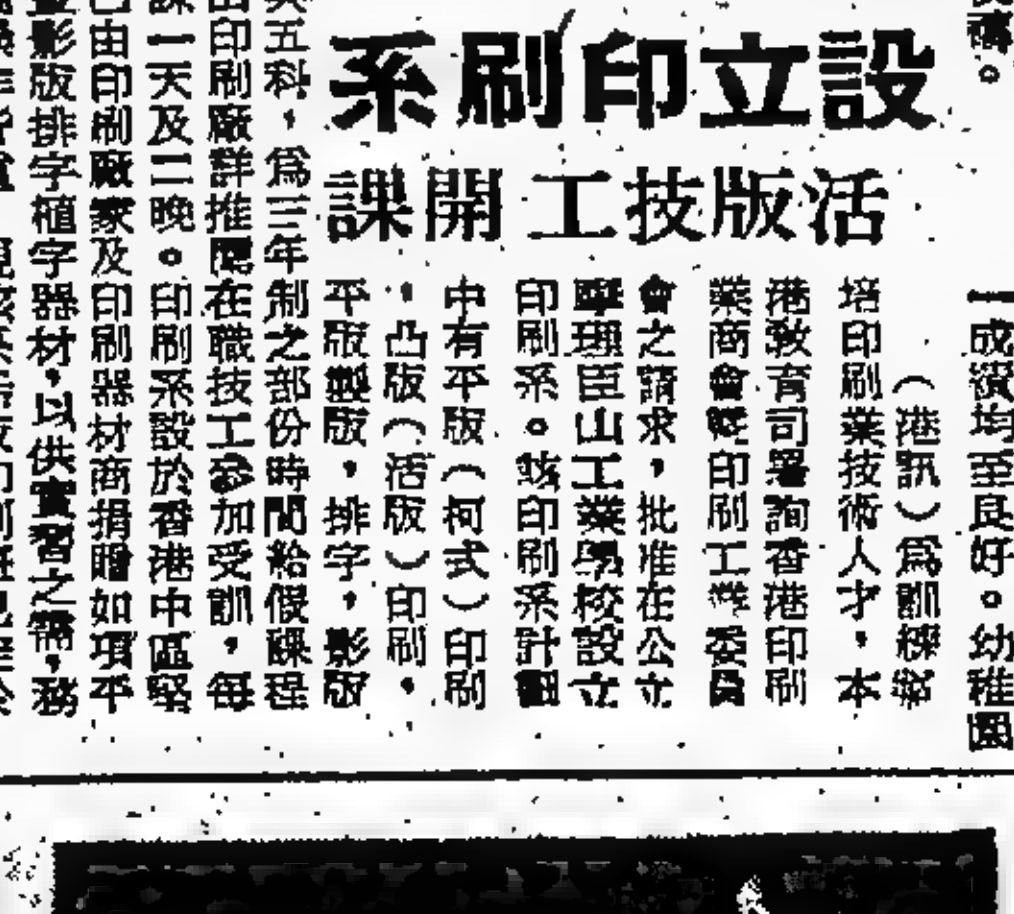 設立印刷系
活版技工開課
成績均至良好。幼稚園
（港訊）為訓練
培印刷業技術人才，本
港教育司署詢香港印刷
業商會暨印刷工業委員
會之請求，批准在公立
摩理臣山工業學校設立
印刷系。該印刷系計劃
中有平版（柯式）印刷
，凸版（活版）印刷，
平版製版，排字，影版
五科，為三年制之部份時間給假課程
印刷廠詳推薦在職技工參加受訓，每
一天及二晚。印刷系設於香港中區堅
由印刷廠家及印刷器材商捐贈如項平
影版排字植字器材，以供實習之需，務